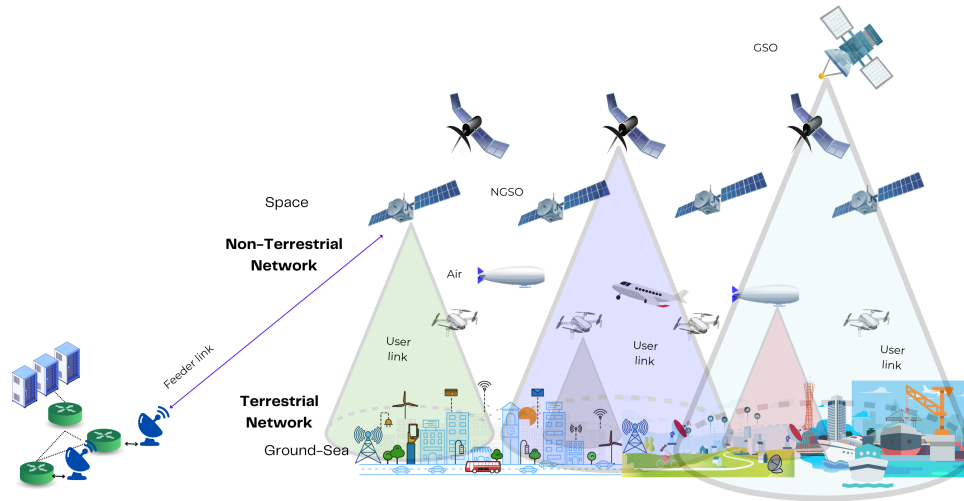 GSO
NGSO
Space
Non-Terrestrial
Network
Air
Feeder link
User
link
User
link
User
link
Terrestrial
Network
Ground-Sea